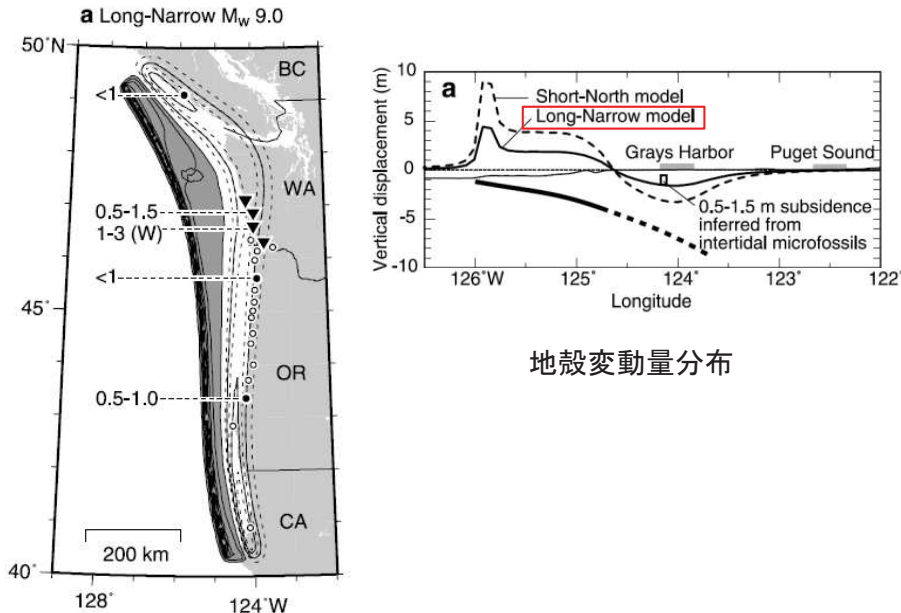 a Long-Narrow Mw 9.0
50˚N
45˚
40˚
128˚
124˚W
BC
WA
OR
CA
<1
0.5-1.5
1-3 (W)
<1
0.5-1.0
200 km
a
Vertical displacement (m)
10
5
0
-5
-10
Short-North model
Long-Narrow model
Grays Harbor
Puget Sound
0.5-1.5 m subsidence
inferred from
intertidal microfossils
126˚W
125˚
124˚
123˚
122˚
Longitude
地殻変動量分布